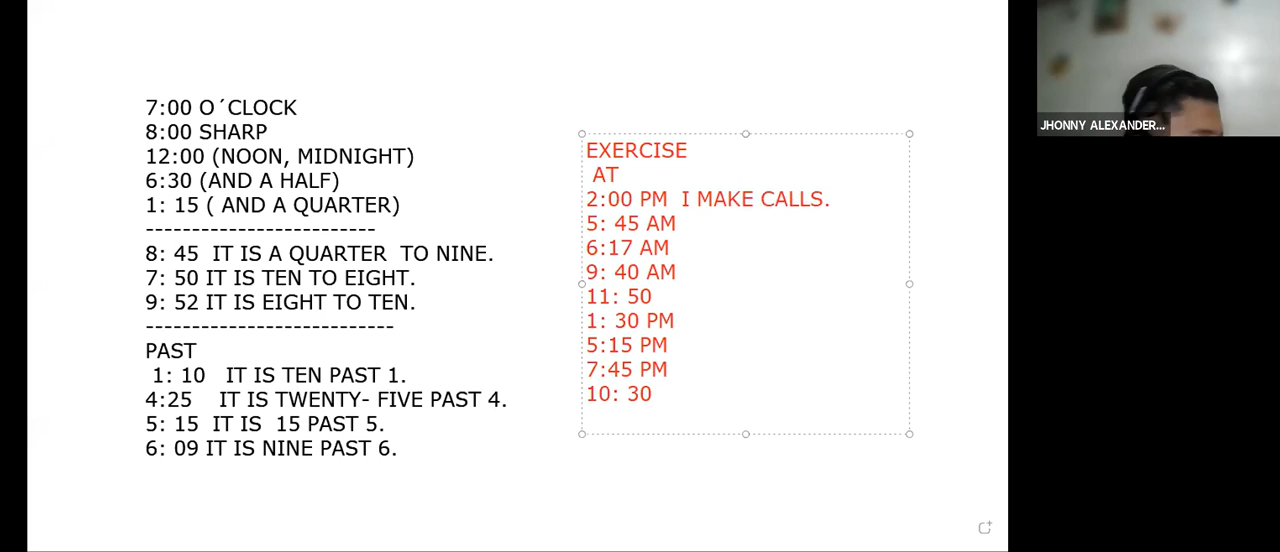 7:00 O´CLOCK
8:00 SHARP
12:00 (NOON, MIDNIGHT)
6:30 (AND A HALF)
1: 15 ( AND A QUARTER)
-------------------------
8: 45  IT IS A QUARTER  TO NINE.
7: 50 IT IS TEN TO EIGHT.
9: 52 IT IS EIGHT TO TEN.
---------------------------
PAST
1: 10   IT IS TEN PAST 1.
4:25    IT IS TWENTY- FIVE PAST 4.
5: 15  IT IS  15 PAST 5.
6: 09 IT IS NINE PAST 6.
EXERCISE
AT
2:00 PM  I MAKE CALLS.
5: 45 AM
6:17 AM
9: 40 AM
11: 50
1: 30 PM
5:15 PM
7:45 PM
10: 30
JHONNY ALEXANDER...